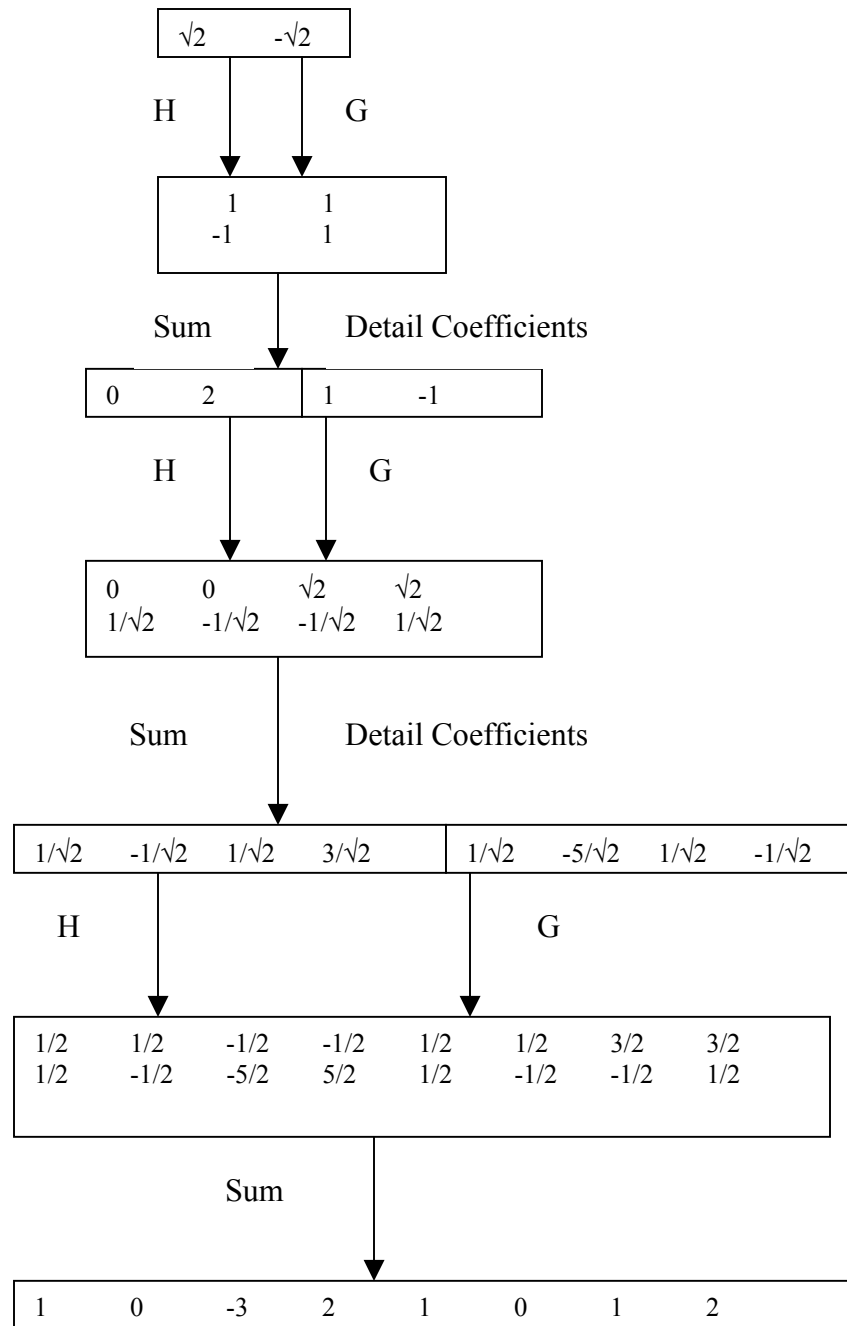 √2 -√2
H G
1 1
-1 1
Sum Detail Coefficients
0 2 1 -1
H G
0 0 √2 √2
1/√2 -1/√2 -1/√2 1/√2
Sum Detail Coefficients
1/√2 -1/√2 1/√2 3/√2 1/√2 -5/√2 1/√2 -1/√2
H G
1/2 1/2 -1/2 -1/2 1/2 1/2 3/2 3/2
1/2 -1/2 -5/2 5/2 1/2 -1/2 -1/2 1/2
Sum
1 0 -3 2 1 0 1 2